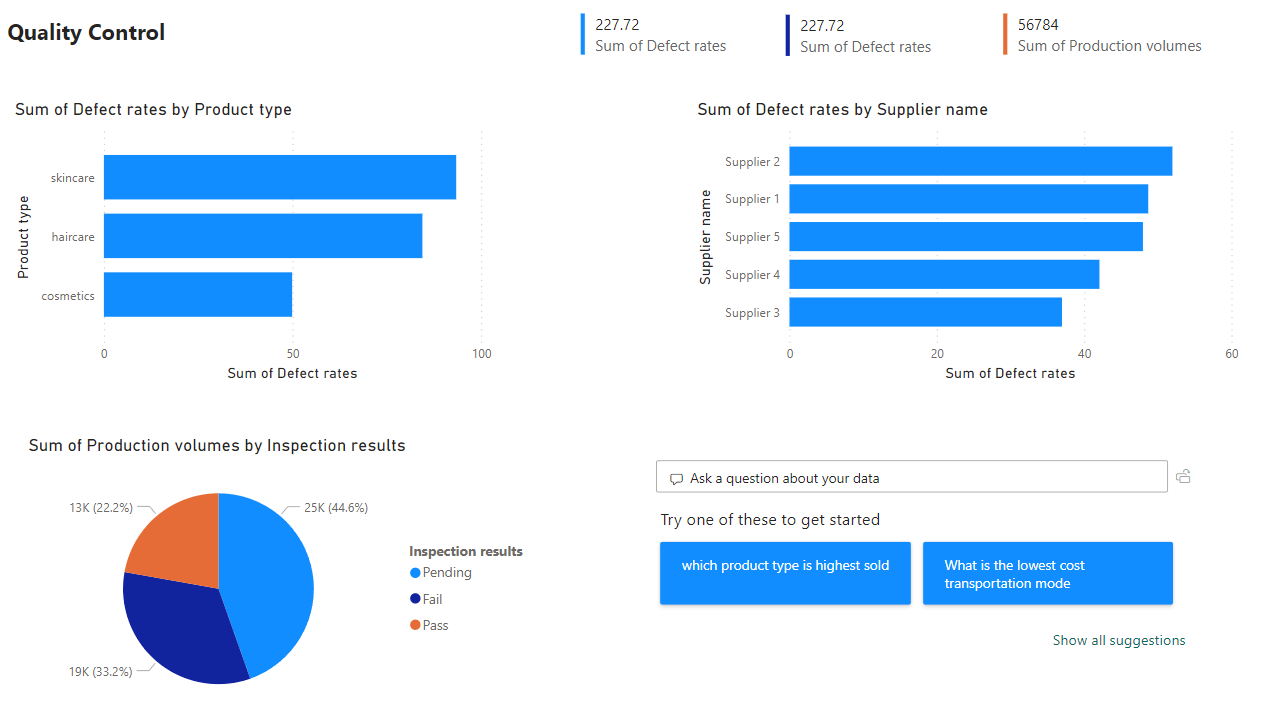 Quality Control
227.72
Sum of Defect rates
227.72
Sum of Defect rates
56784
Sum of Production volumes
Sum of Defect rates by Product type
Product type
skincare
haircare
cosmetics
0
50
100
Sum of Defect rates
Sum of Defect rates by Supplier name
Supplier name
Supplier 2
Supplier 1
Supplier 5
Supplier 4
Supplier 3
0
20
40
60
Sum of Defect rates
Sum of Production volumes by Inspection results
13K (22.2%)
25K (44.6%)
19K (33.2%)
Inspection results
Pending
Fail
Pass
Ask a question about your data
Try one of these to get started
which product type is highest sold
What is the lowest cost
transportation mode
Show all suggestions